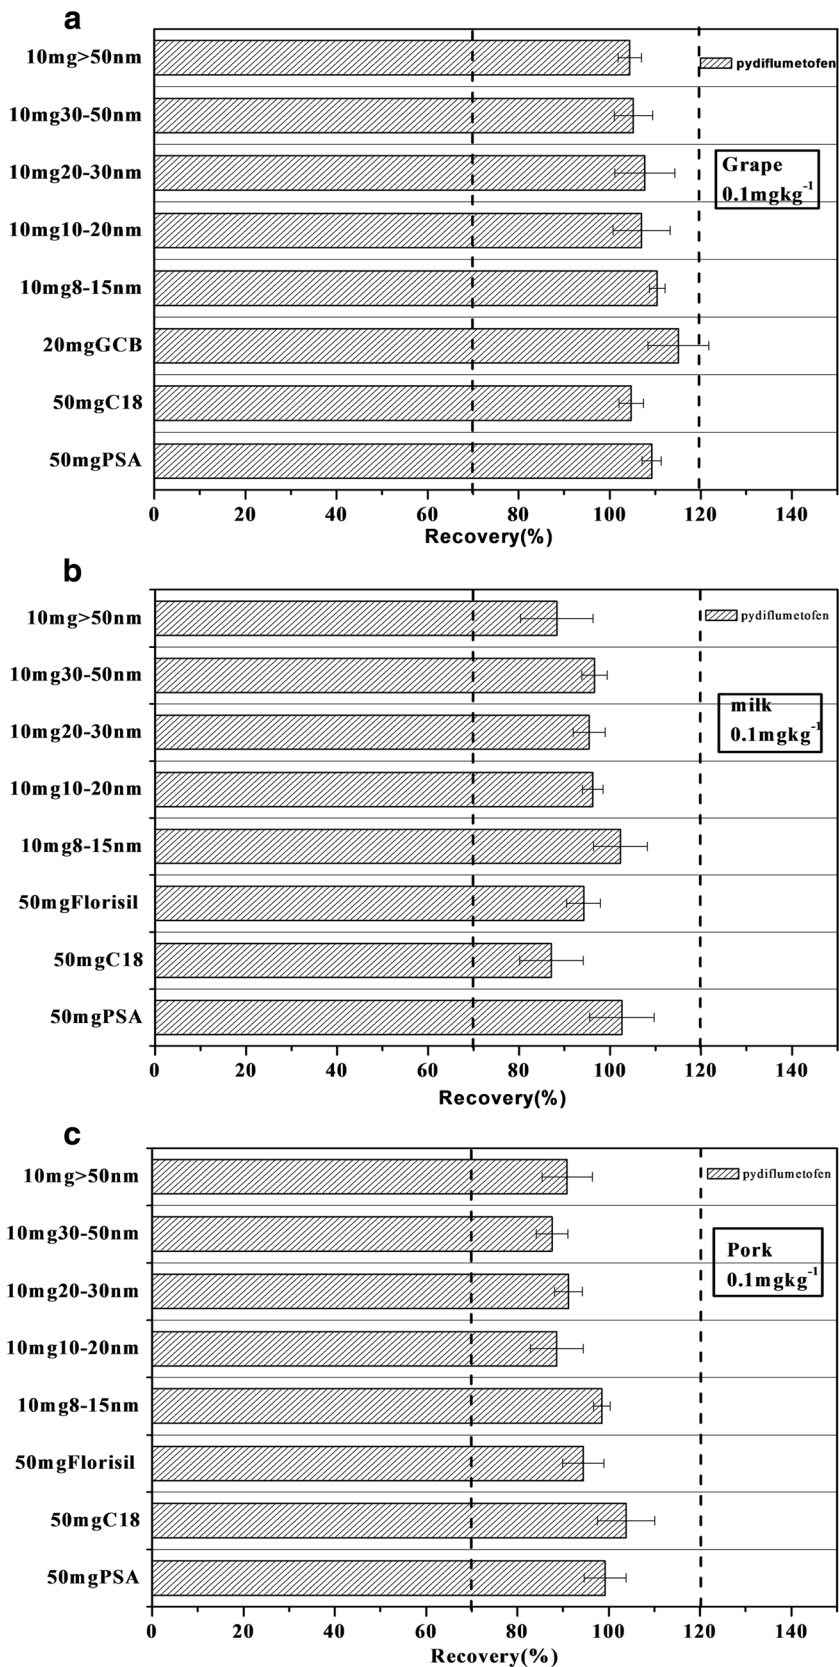 a
10mg>50nm
pydiflumetofen
10mg30-50nm
10mg20-30nm
Grape
0.1mgkg⁻¹
10mg10-20nm
10mg8-15nm
20mgGCB
50mgC18
50mgPSA
0 20 40 60 80 100 120 140
Recovery(%)
b
10mg>50nm
pydiflumetofen
10mg30-50nm
milk
0.1mgkg⁻¹
10mg20-30nm
10mg10-20nm
10mg8-15nm
50mgFlorisil
50mgC18
50mgPSA
0 20 40 60 80 100 120 140
Recovery(%)
c
10mg>50nm
pydiflumetofen
10mg30-50nm
Pork
0.1mgkg⁻¹
10mg20-30nm
10mg10-20nm
10mg8-15nm
50mgFlorisil
50mgC18
50mgPSA
0 20 40 60 80 100 120 140
Recovery(%)